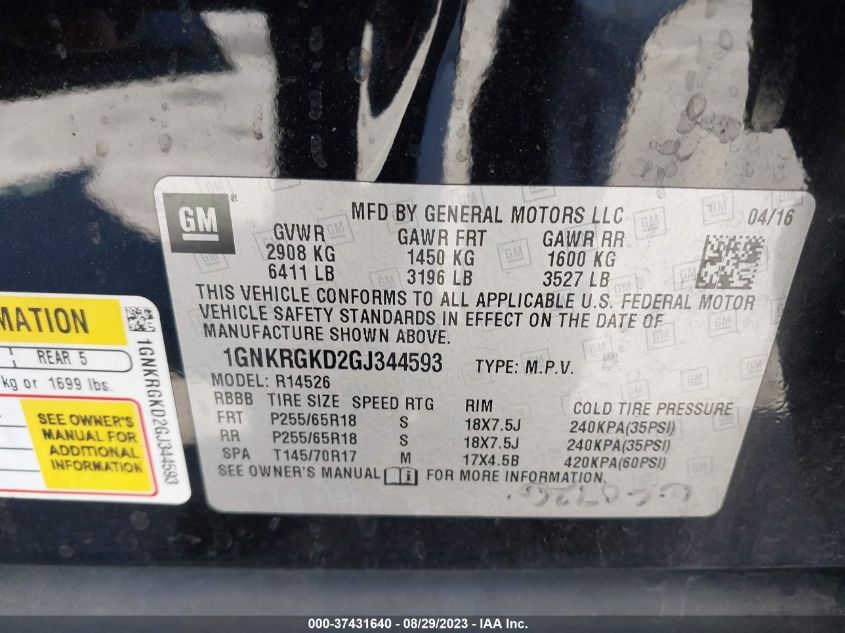 GM
MFD BY GENERAL MOTORS LLC
04/16
GVWR GAWR FRT GAWR RR
2908 KG 1450 KG 1600 KG
6411 LB 3196 LB 3527 LB
THIS VEHICLE CONFORMS TO ALL APPLICABLE U.S. FEDERAL MOTOR
VEHICLE SAFETY STANDARDS IN EFFECT ON THE DATE OF
MANUFACTURE SHOWN ABOVE.
1GNKRGKD2GJ344593 TYPE: M.P.V.
MODEL: R14526
RBBB TIRE SIZE SPEED RTG RIM COLD TIRE PRESSURE
FRT P255/65R18 S 18X7.5J 240KPA(35PSI)
RR P255/65R18 S 18X7.5J 240KPA(35PSI)
SPA T145/70R17 M 17X4.5B 420KPA(60PSI)
SEE OWNER'S MANUAL FOR MORE INFORMATION.
REAR 5
kg or 1699 lbs.
SEE OWNER'S
MANUAL FOR
ADDITIONAL
INFORMATION
1GNKRGKD2GJ344593
000-37431640 - 08/29/2023 - IAA Inc.